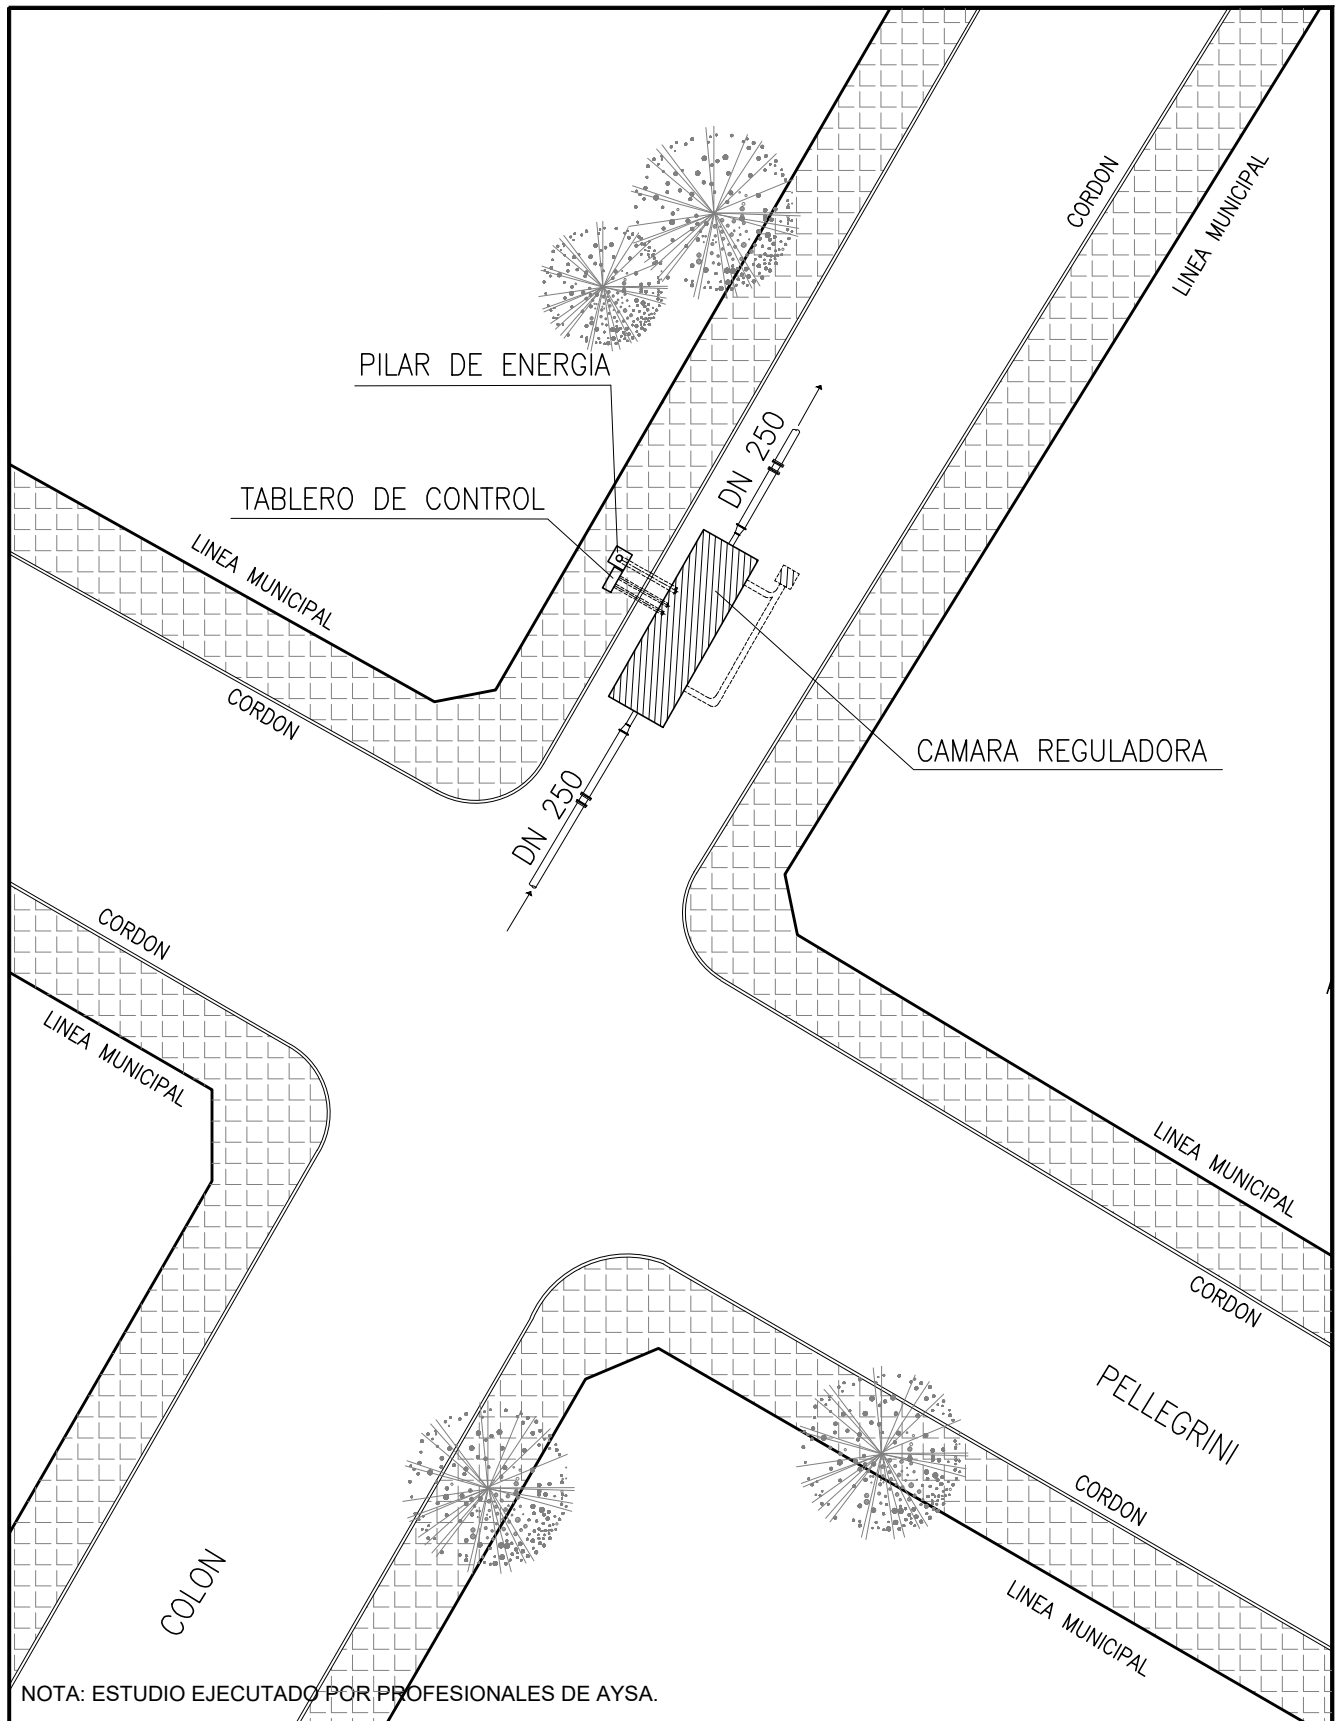 CORDON
LINEA MUNICIPAL
PILAR DE ENERGIA
DN 250
TABLERO DE CONTROL
LINEA MUNICIPAL
CORDON
CAMARA REGULADORA
DN 250
CORDON
LINEA MUNICIPAL
LINEA MUNICIPAL
CORDON
PELLEGRINI
CORDON
COLON
LINEA MUNICIPAL
NOTA: ESTUDIO EJECUTADO POR PROFESIONALES DE AYSA.